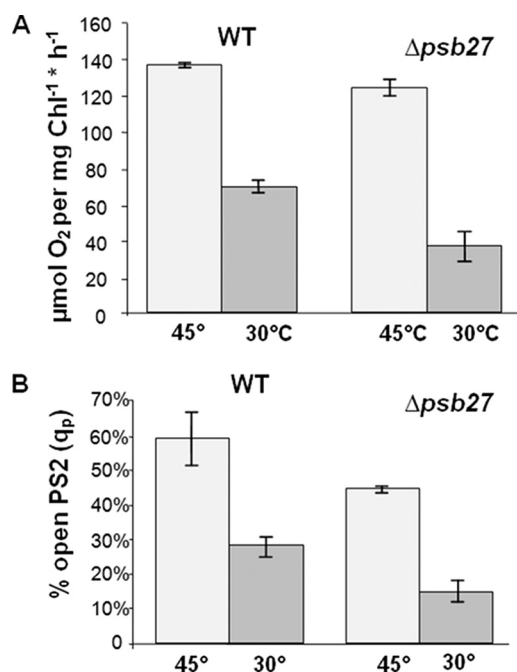 A
WT
Δpsb27
µmol O₂ per mg Chl⁻¹ * h⁻¹
160
140
120
100
80
60
40
20
0
45°
30°C
45°C
30°C
B
WT
Δpsb27
% open PS2 (qₚ)
70%
60%
50%
40%
30%
20%
10%
0
45°
30°
45°
30°